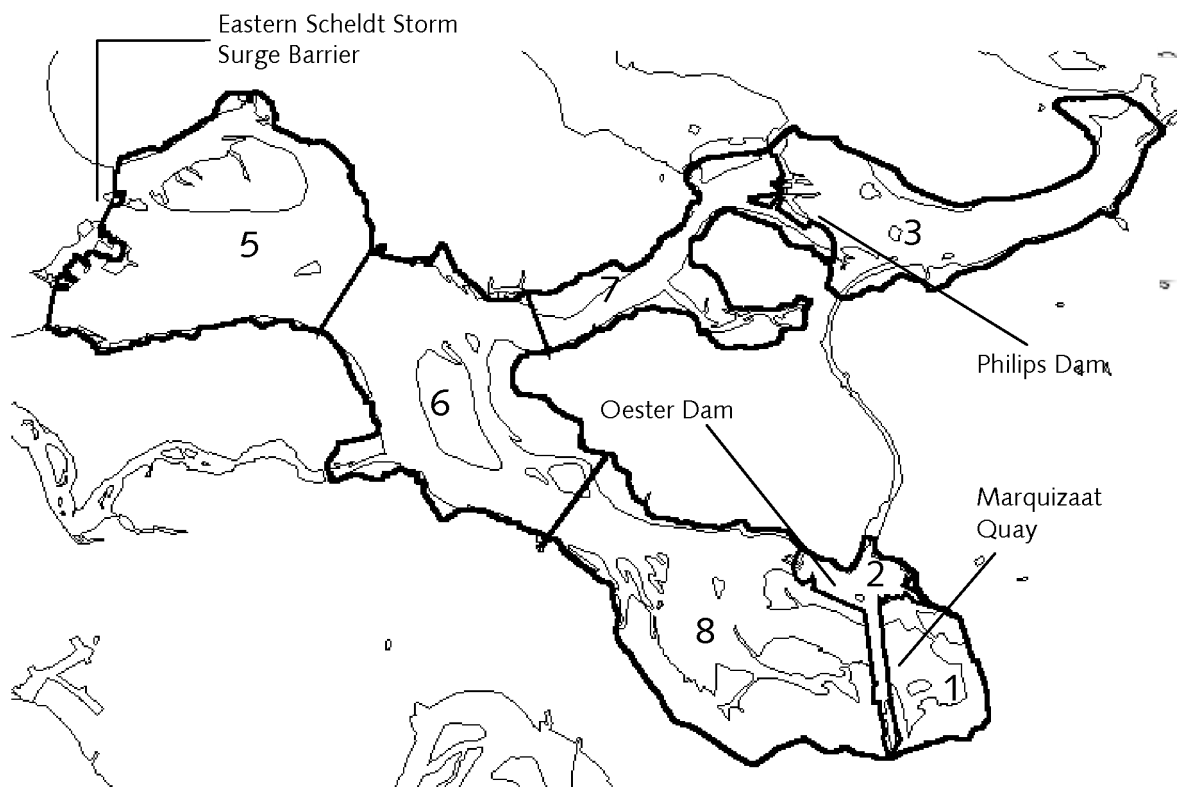 Eastern Scheldt Storm
Surge Barrier
5
3
7
Philips Dam
6
Oester Dam
Marquizaat
Quay
2
8
1